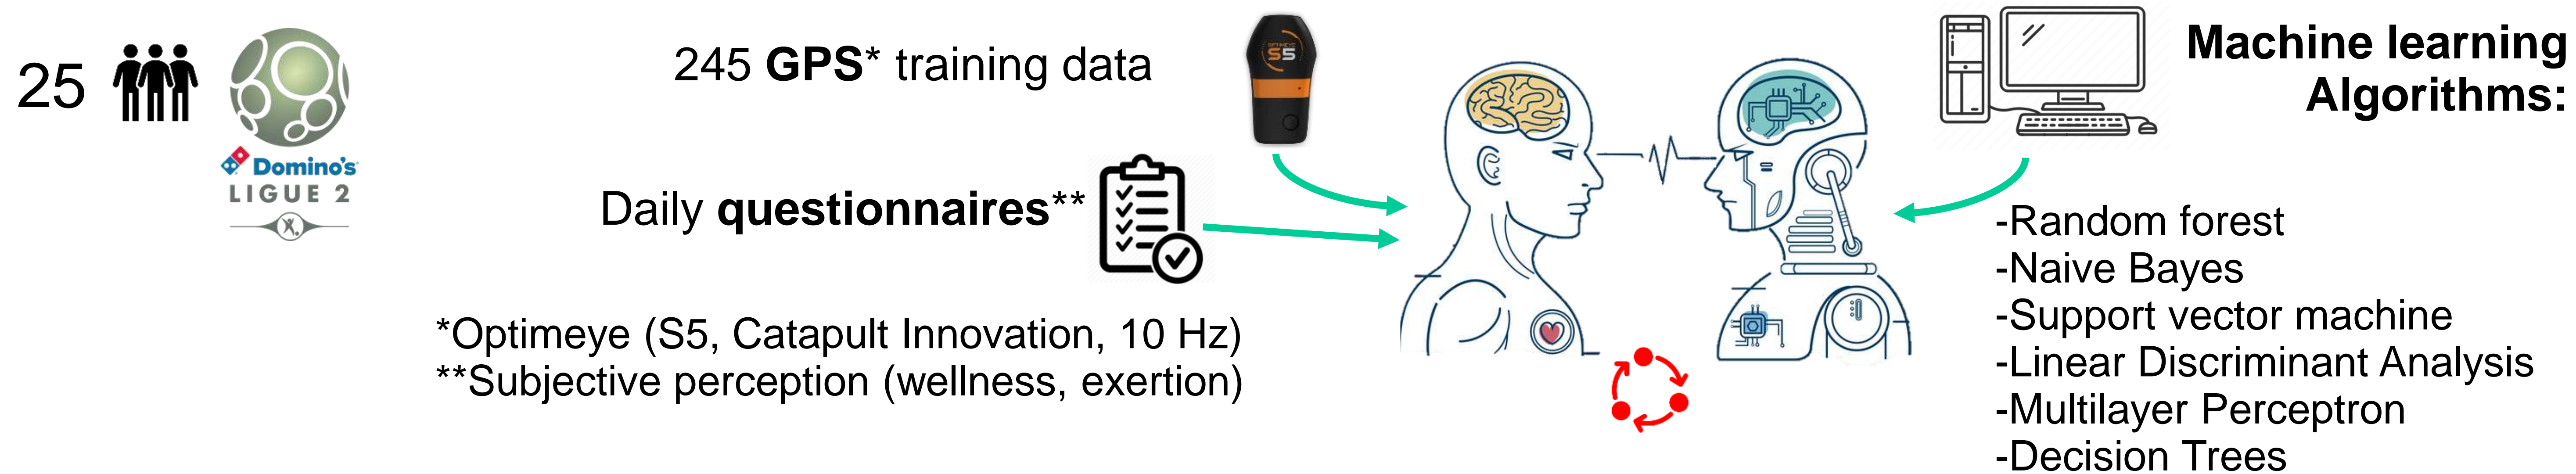 25
Domino's
LIGUE 2
245 GPS* training data
OPTIMEYE
S5
Daily questionnaires**
*Optimeye (S5, Catapult Innovation, 10 Hz)
**Subjective perception (wellness, exertion)
Machine learning
Algorithms:
-Random forest
-Naive Bayes
-Support vector machine
-Linear Discriminant Analysis
-Multilayer Perceptron
-Decision Trees